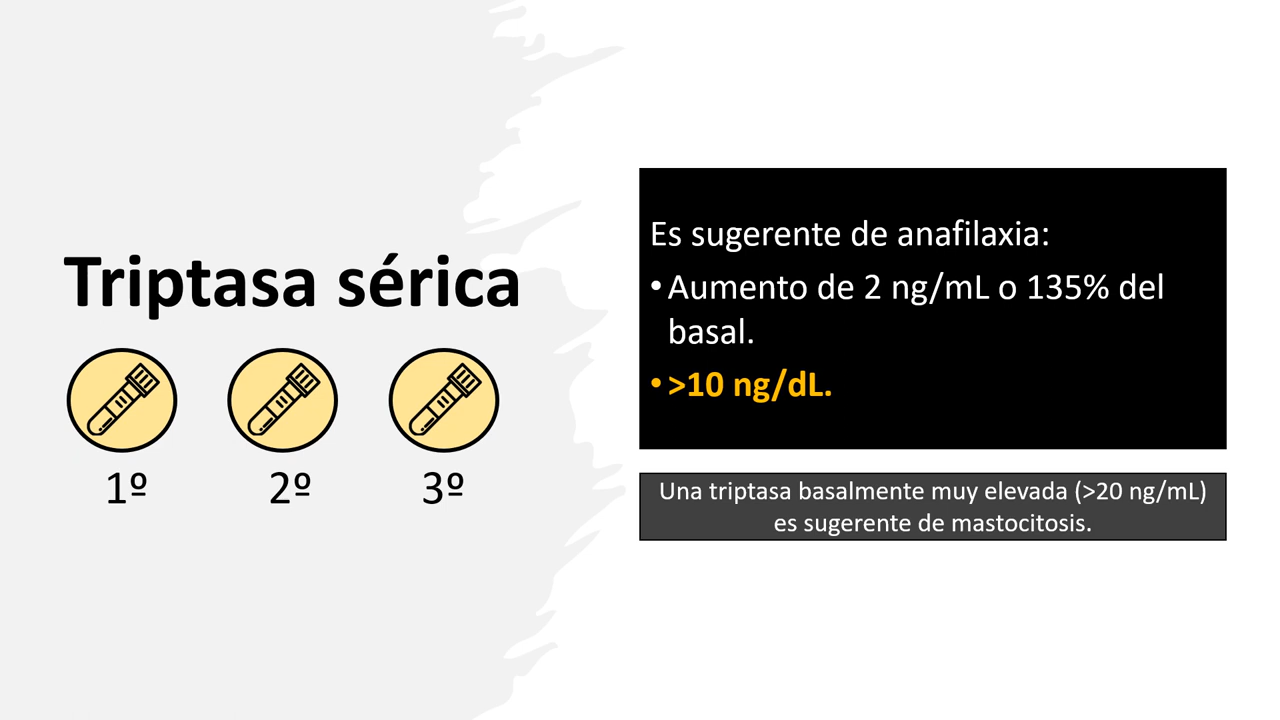 Triptasa sérica
1º 2º 3º
Es sugerente de anafilaxia:
• Aumento de 2 ng/mL o 135% del
basal.
• >10 ng/dL.
Una triptasa basalmente muy elevada (>20 ng/mL)
es sugerente de mastocitosis.